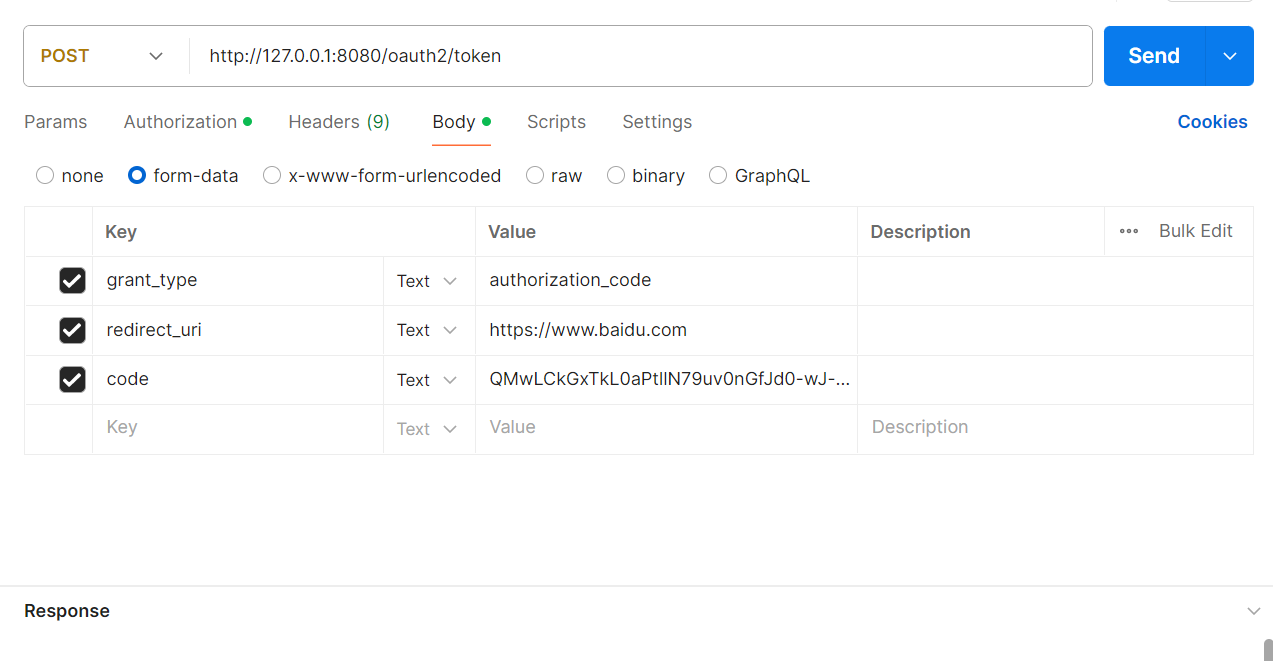 POST http://127.0.0.1:8080/oauth2/token Send
Params Authorization Headers (9) Body Scripts Settings Cookies
none form-data x-www-form-urlencoded raw binary GraphQL
Key Value Description Bulk Edit
grant_type Text authorization_code
redirect_uri Text https://www.baidu.com
code Text QMwLCkGxTkL0aPtllN79uv0nGfJd0-wJ-...
Key Text Value Description
Response